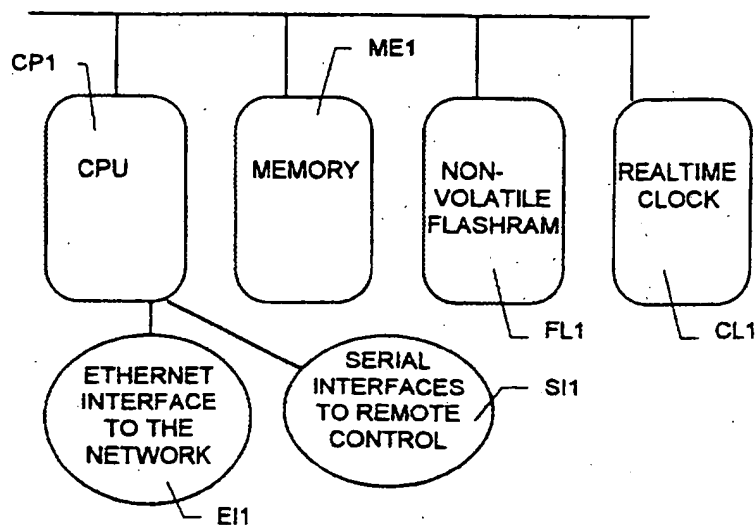 CP1
ME1
CPU
MEMORY
NON-
VOLATILE
FLASHRAM
REALTIME
CLOCK
FL1
CL1
ETHERNET
INTERFACE
TO THE
NETWORK
SERIAL
INTERFACES
TO REMOTE
CONTROL
SI1
EI1